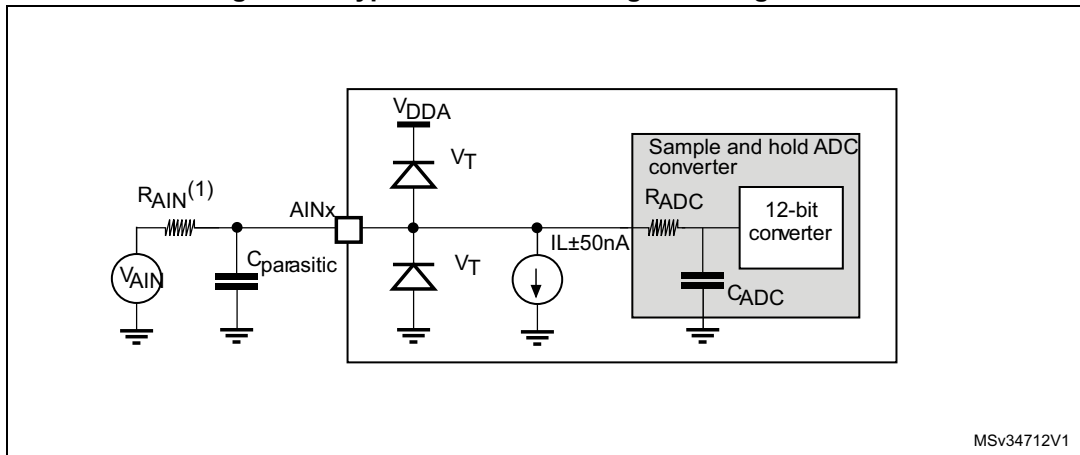 VDDA
VT
Sample and hold ADC
converter
RAIN(1)
AINx
RADC
12-bit
converter
IL±50nA
Cparasitic
VT
VAIN
CADC
MSv34712V1